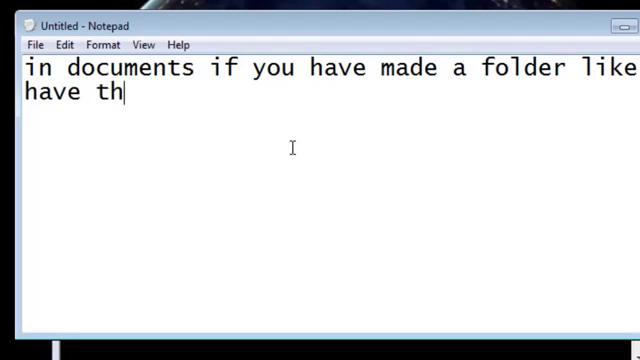 Untitled - Notepad
File Edit Format View Help
in documents if you have made a folder like
have th